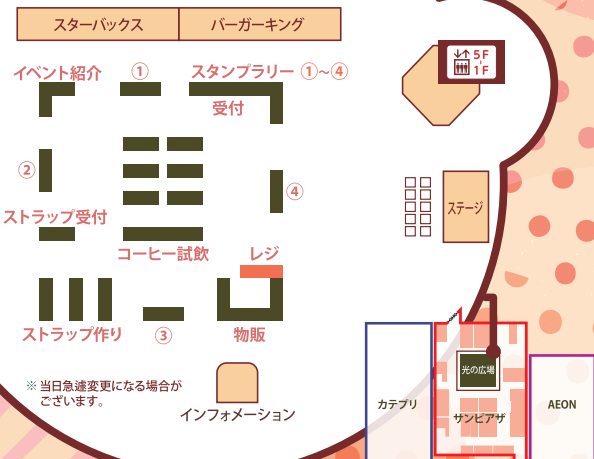 スターバックス
バーガーキング
5F
1F
イベント紹介
①
スタンプラリー ①～④
受付
②
④
ステージ
ストラップ受付
コーヒー試飲
レジ
ストラップ作り
③
物販
光の広場
※当日急遽変更になる場合が
ございます。
インフォメーション
カテプリ
サンピアザ
AEON